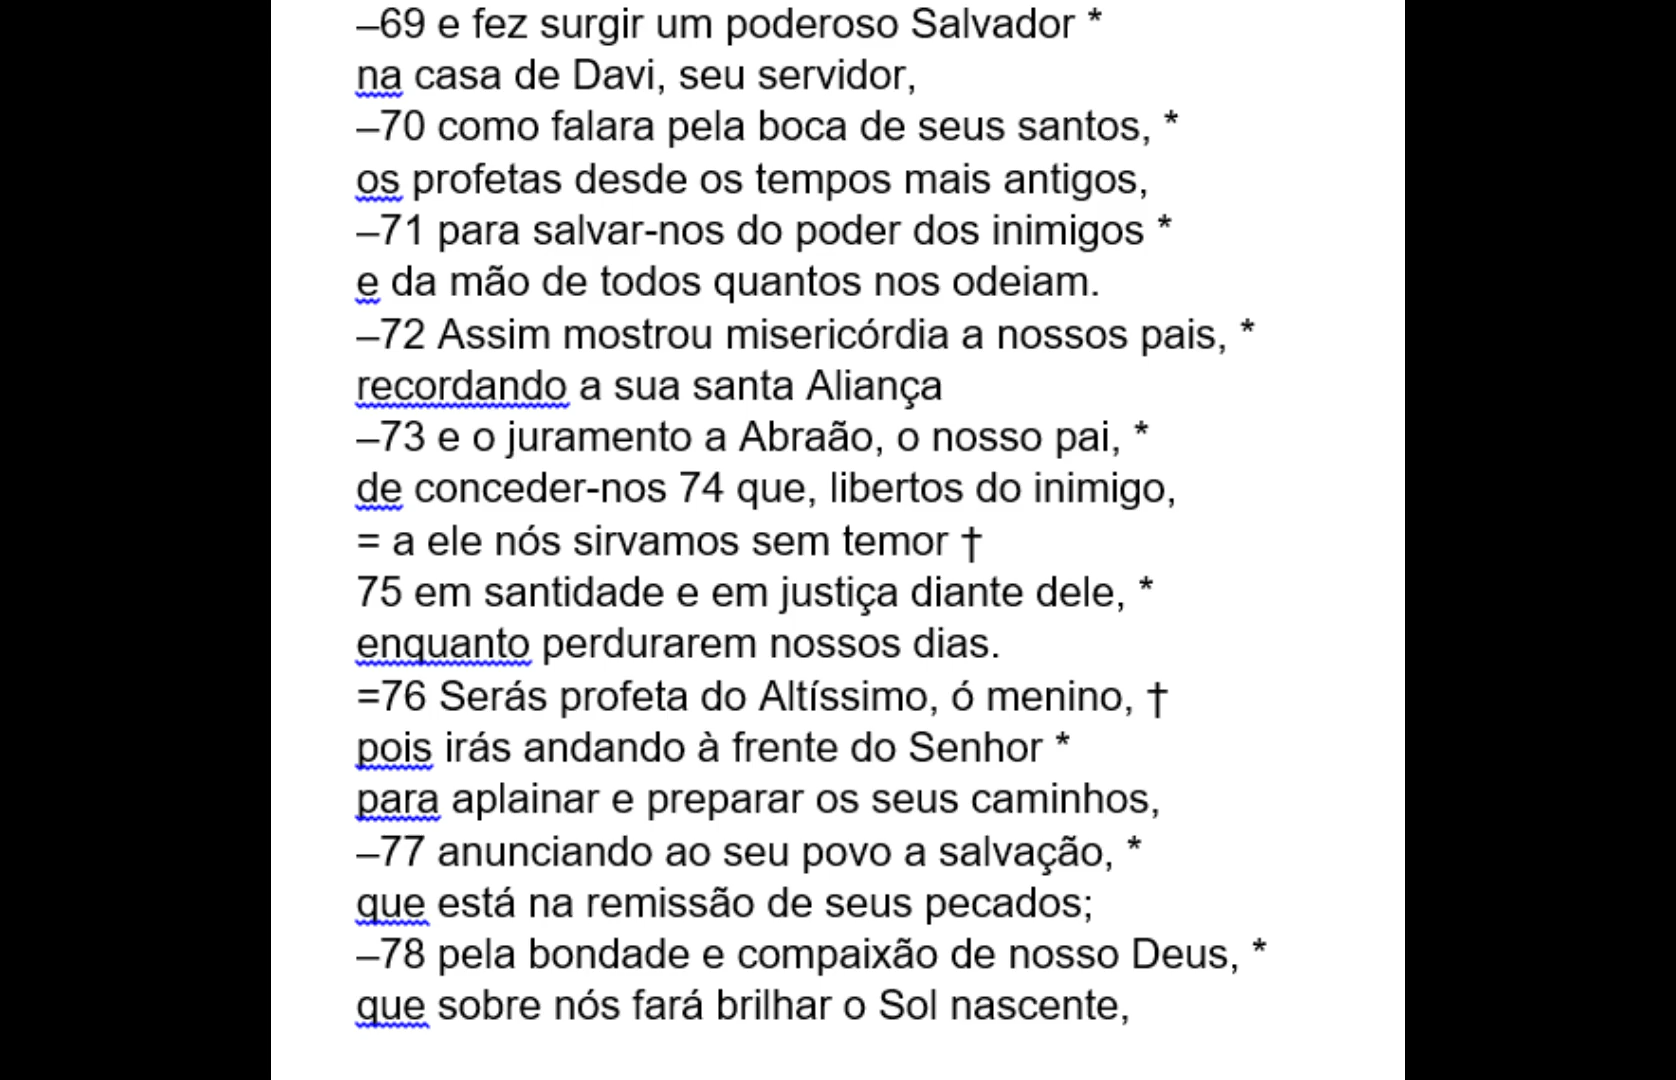 –69 e fez surgir um poderoso Salvador *
na casa de Davi, seu servidor,
–70 como falara pela boca de seus santos, *
os profetas desde os tempos mais antigos,
–71 para salvar-nos do poder dos inimigos *
e da mão de todos quantos nos odeiam.
–72 Assim mostrou misericórdia a nossos pais, *
recordando a sua santa Aliança
–73 e o juramento a Abraão, o nosso pai, *
de conceder-nos 74 que, libertos do inimigo,
= a ele nós sirvamos sem temor †
75 em santidade e em justiça diante dele, *
enquanto perdurarem nossos dias.
=76 Serás profeta do Altíssimo, ó menino, †
pois irás andando à frente do Senhor *
para aplainar e preparar os seus caminhos,
–77 anunciando ao seu povo a salvação, *
que está na remissão de seus pecados;
–78 pela bondade e compaixão de nosso Deus, *
que sobre nós fará brilhar o Sol nascente,